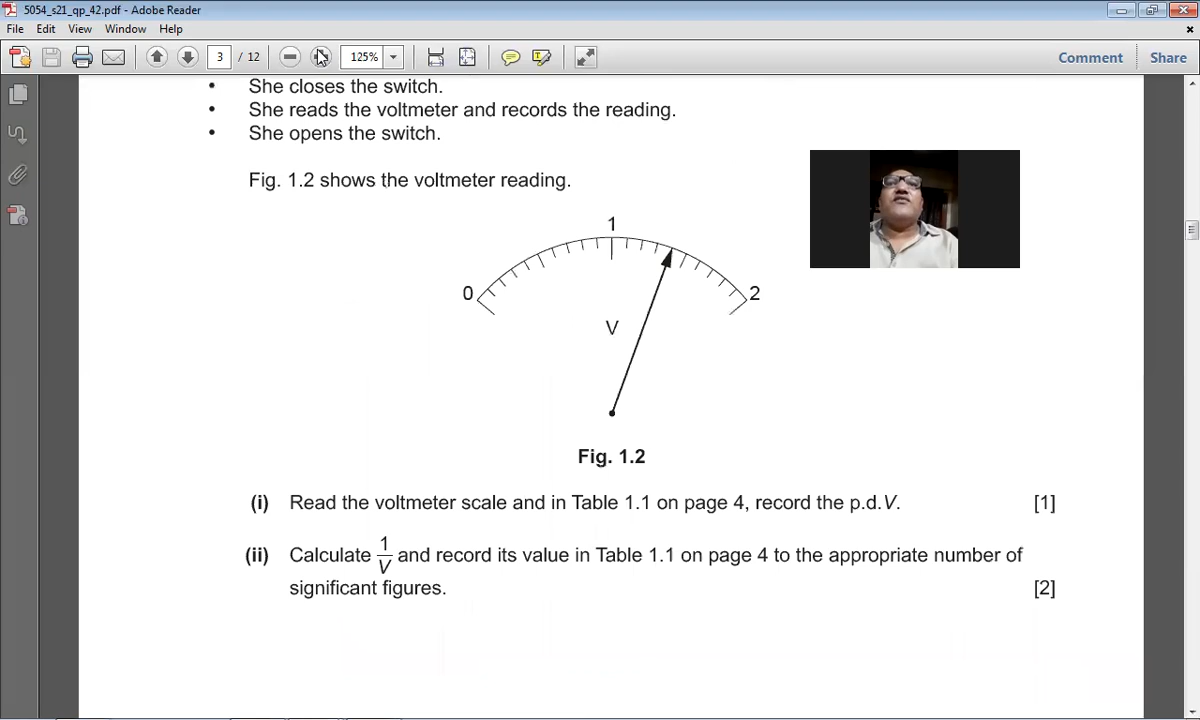 5054_s21_qp_42.pdf - Adobe Reader
File Edit View Window Help
3 / 12 125% Comment Share
• She closes the switch.
• She reads the voltmeter and records the reading.
• She opens the switch.
Fig. 1.2 shows the voltmeter reading.
1
0 2
V
Fig. 1.2
(i) Read the voltmeter scale and in Table 1.1 on page 4, record the p.d. V. [1]
(ii) Calculate 1/V and record its value in Table 1.1 on page 4 to the appropriate number of
significant figures. [2]